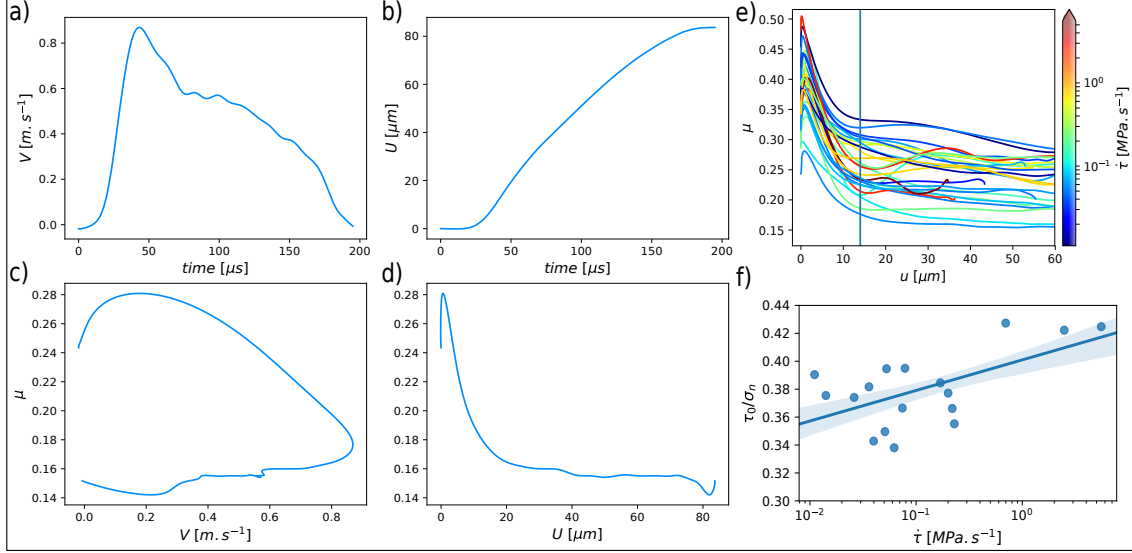 a)
0.8
0.6
0.4
0.2
0.0
V [m. s⁻¹]
0 50 100 150 200
time [μs]
b)
80
60
40
20
0
U [μm]
0 50 100 150 200
time [μs]
e)
μ
0.50
0.45
0.40
0.35
0.30
0.25
0.20
0.15
0 10 20 30 40 50 60
u [μm]
10⁰
10⁻¹
τ̇ [MPa. s⁻¹]
c)
0.28
0.26
0.24
0.22
0.20
0.18
0.16
0.14
μ
0.0 0.2 0.4 0.6 0.8
V [m. s⁻¹]
d)
0.28
0.26
0.24
0.22
0.20
0.18
0.16
0.14
0 20 40 60 80
U [μm]
f)
0.44
0.42
0.40
0.38
0.36
0.34
0.32
0.30
τ₀/σₙ
10⁻² 10⁻¹ 10⁰
τ̇ [MPa. s⁻¹]